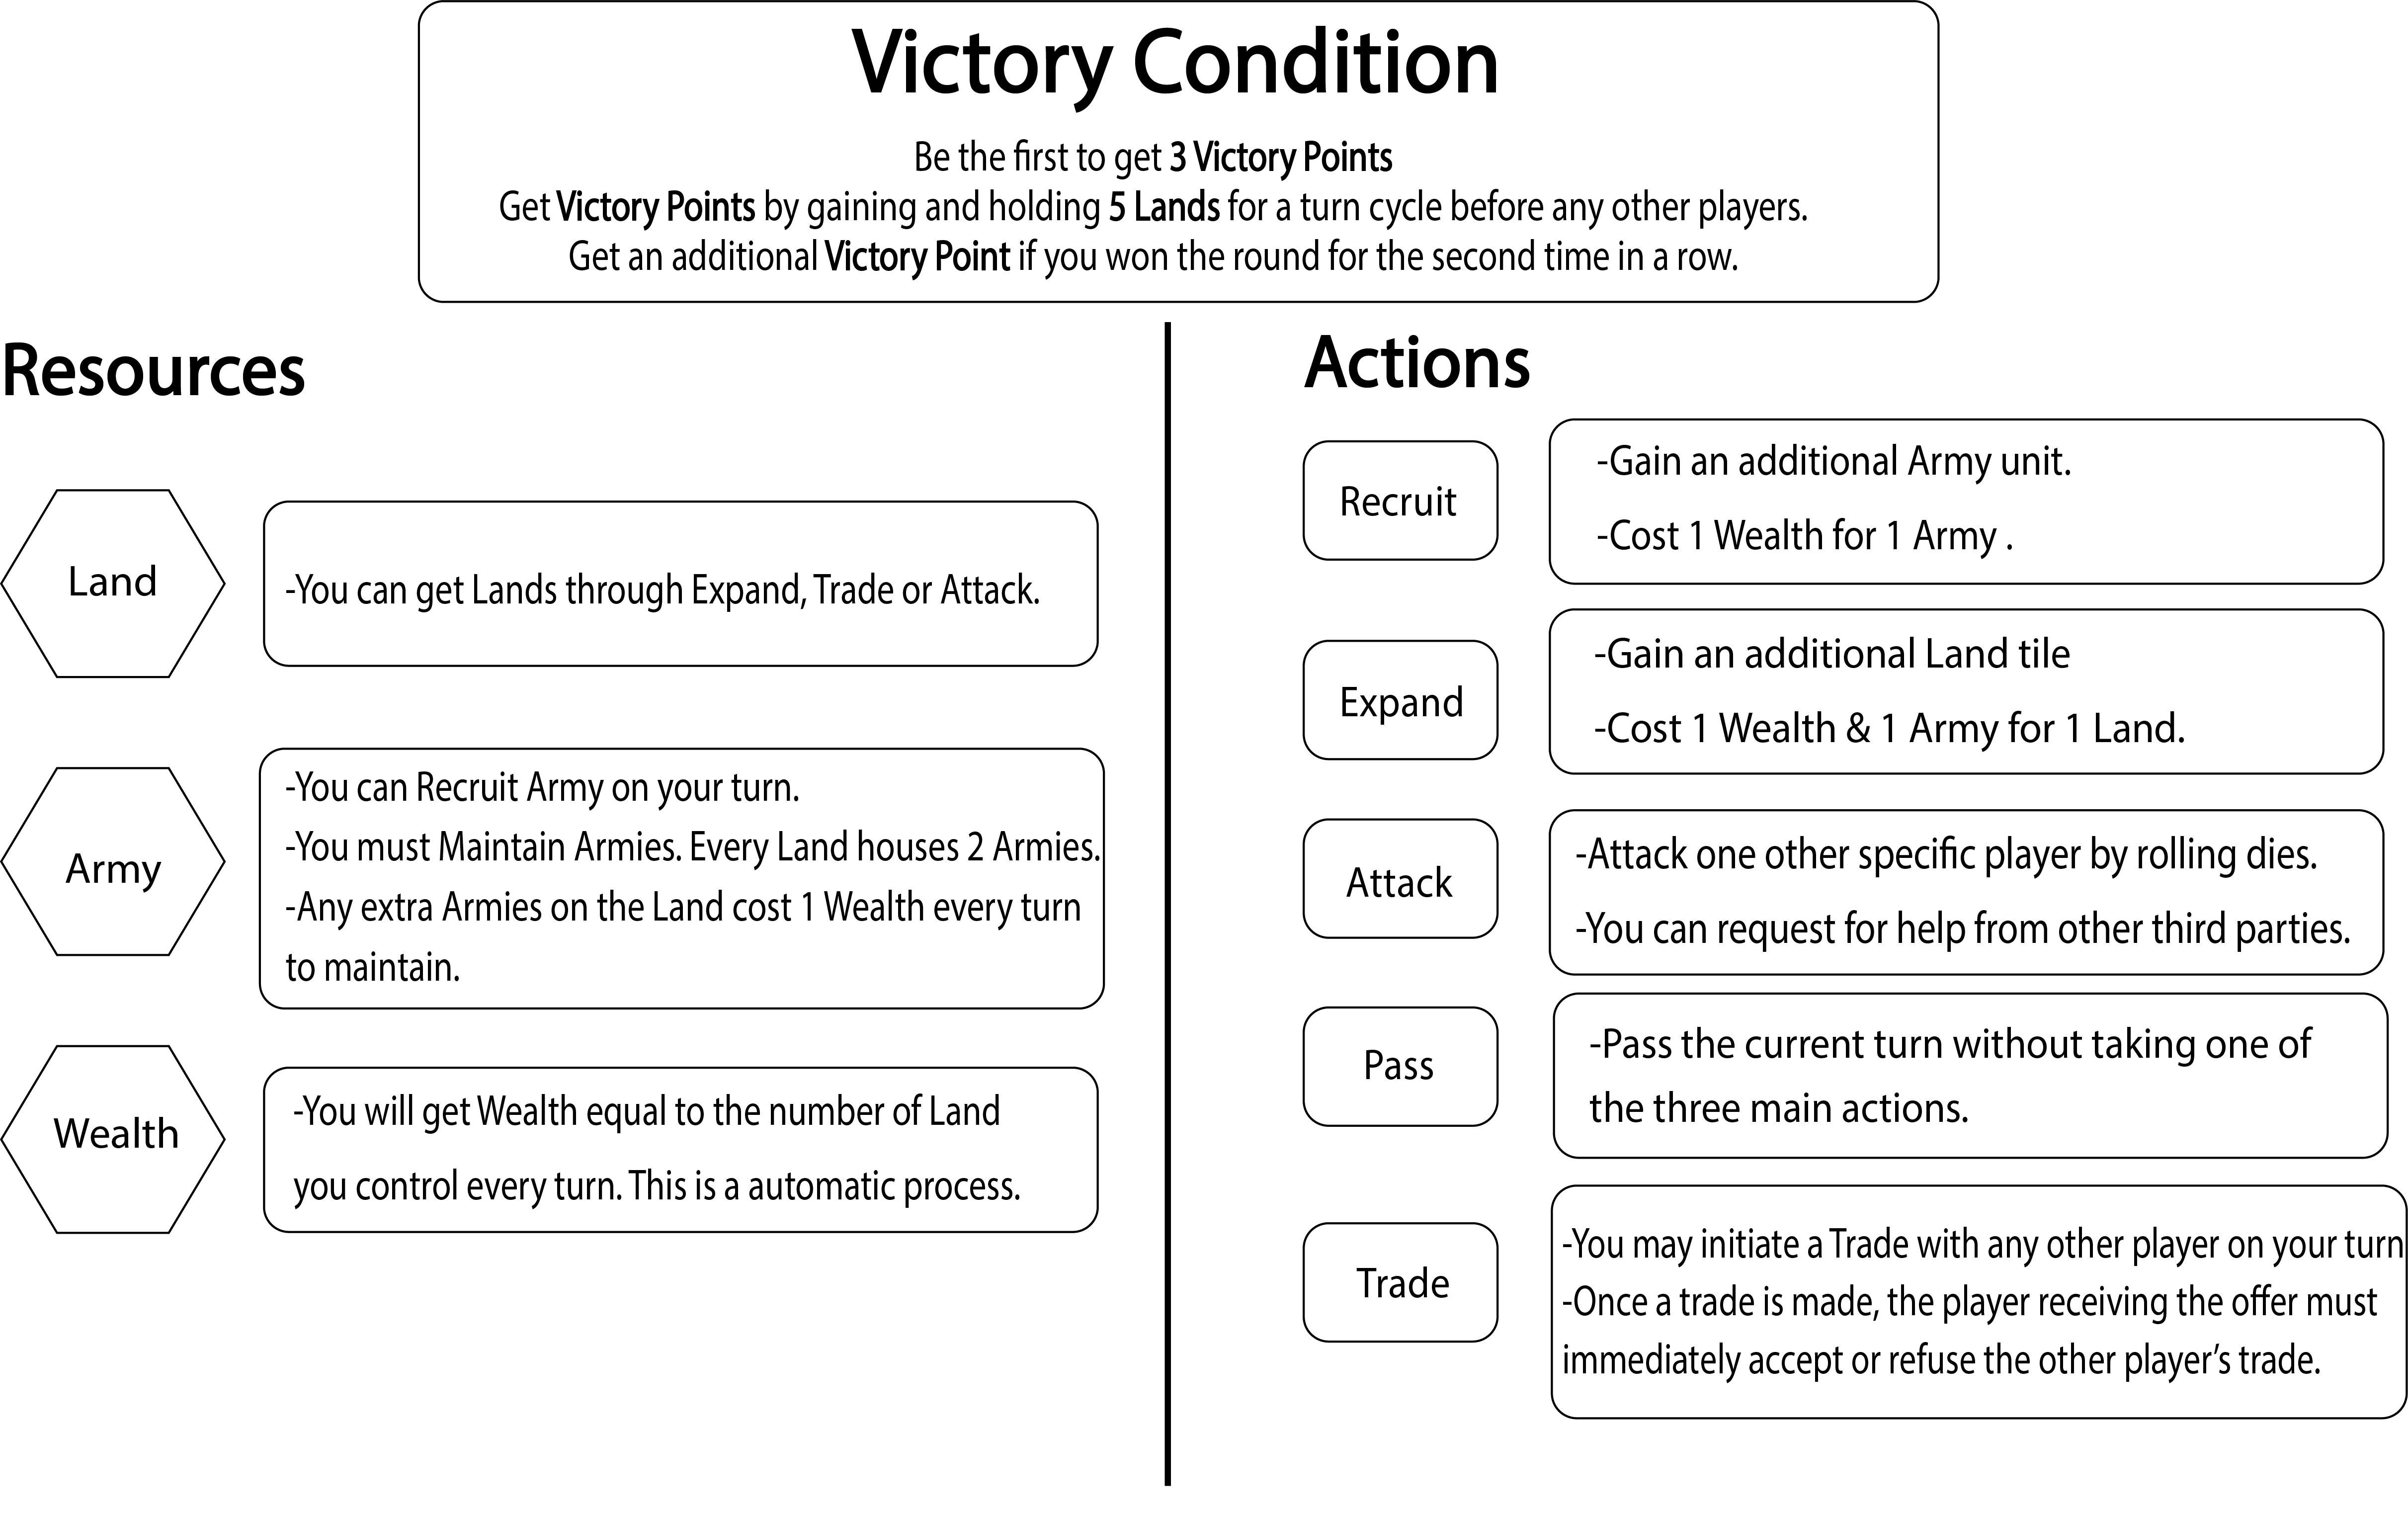 Victory Condition
Be the first to get 3 Victory Points
Get Victory Points by gaining and holding 5 Lands for a turn cycle before any other players.
Get an additional Victory Point if you won the round for the second time in a row.
Resources
Land
-You can get Lands through Expand, Trade or Attack.
Army
-You can Recruit Army on your turn.
-You must Maintain Armies. Every Land houses 2 Armies.
-Any extra Armies on the Land cost 1 Wealth every turn
to maintain.
Wealth
-You will get Wealth equal to the number of Land
you control every turn. This is a automatic process.
Actions
Recruit
-Gain an additional Army unit.
-Cost 1 Wealth for 1 Army .
Expand
-Gain an additional Land tile
-Cost 1 Wealth & 1 Army for 1 Land.
Attack
-Attack one other specific player by rolling dies.
-You can request for help from other third parties.
Pass
-Pass the current turn without taking one of
the three main actions.
Trade
-You may initiate a Trade with any other player on your turn
-Once a trade is made, the player receiving the offer must
immediately accept or refuse the other player’s trade.